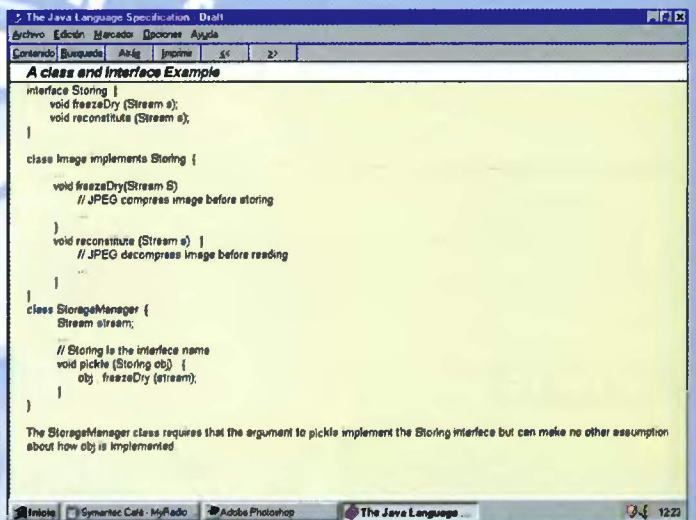 The Java Language Specification - Draft
Archivo Edición Marcador Opciones Ayuda
Contenido Búsqueda Atrás Imprimir << >>
A class and Interface Example
interface Storing {
void freezeDry (Stream s);
void reconstitute (Stream s);
}
class Image implements Storing {
...
void freezeDry(Stream S)
// JPEG compress image before storing
...
}
void reconstitute (Stream s) {
// JPEG decompress image before reading
...
}
}
class StorageManager {
Stream stream;
...
// Storing is the interface name
void pickle (Storing obj) {
obj . freezeDry (stream);
}
}
The StorageManager class requires that the argument to pickle implement the Storing interface but can make no other assumption
about how obj is implemented
Inicio Symantec Café - MyRadio Adobe Photoshop The Java Language ... 12:23